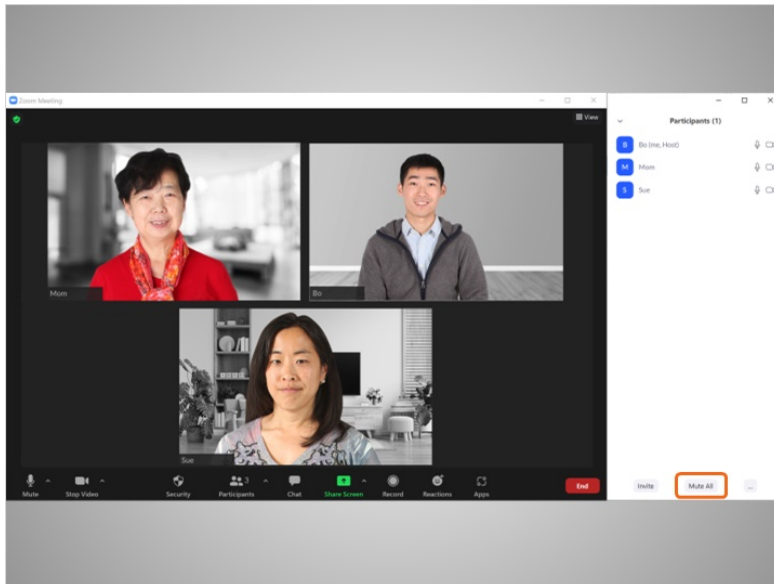 Zoom Meeting
View
Mom
Bo
Sue
Mute
Stop Video
Security
Participants
3
Chat
Share Screen
Record
Reactions
Apps
End
Participants (1)
B Bo (me, Host)
M Mom
S Sue
Invite
Mute All
...